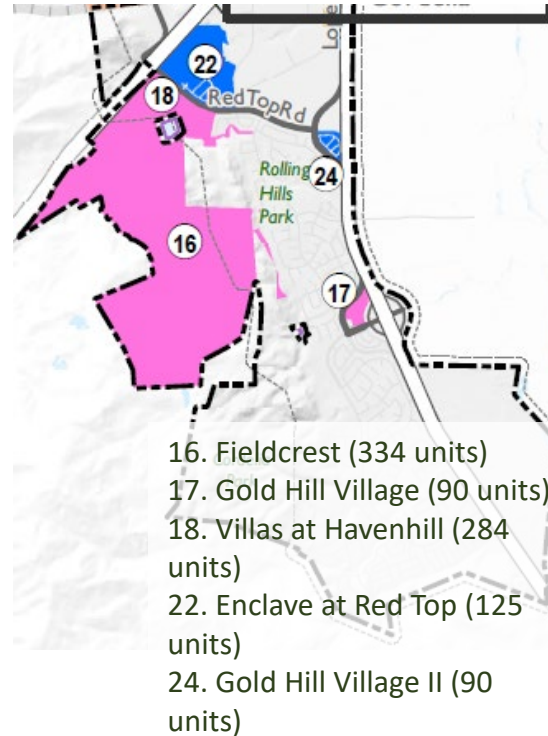 22
18
Red Top Rd
24
Rolling
Hills
Park
16
17
16. Fieldcrest (334 units)
17. Gold Hill Village (90 units)
18. Villas at Havenhill (284
units)
22. Enclave at Red Top (125
units)
24. Gold Hill Village II (90
units)